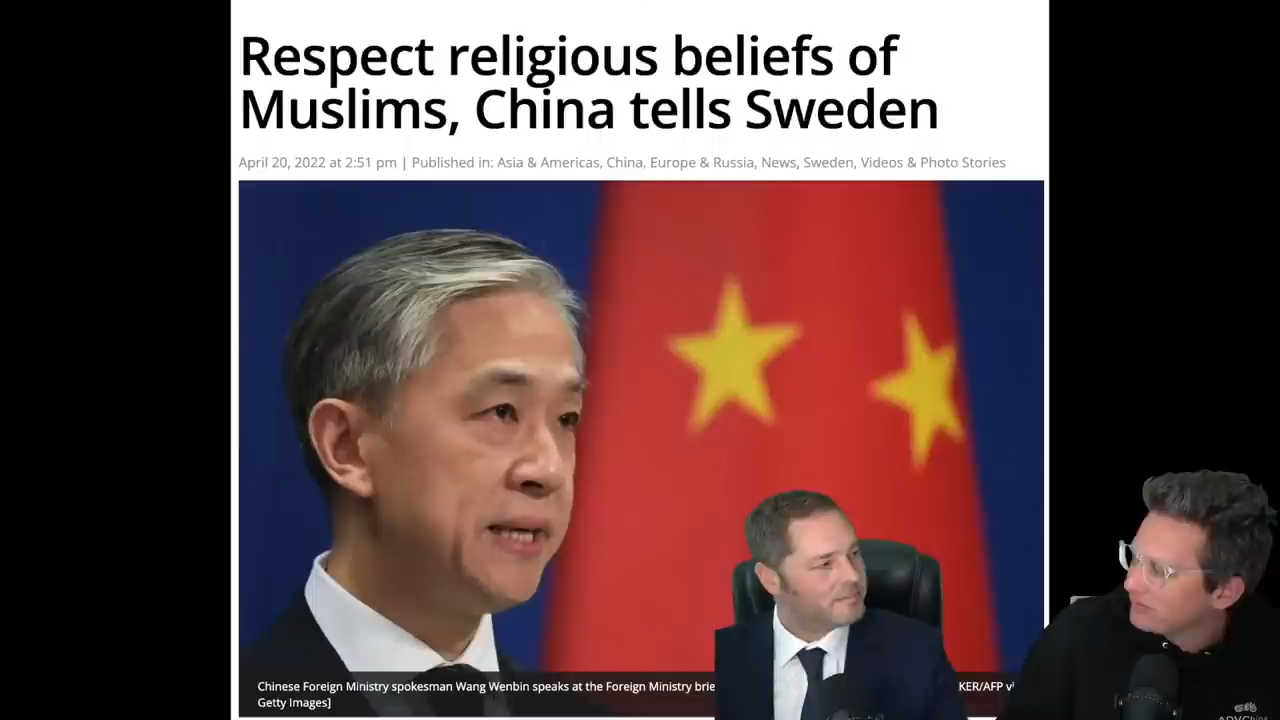 Respect religious beliefs of
Muslims, China tells Sweden
April 20, 2022 at 2:51 pm | Published in: Asia & Americas, China, Europe & Russia, News, Sweden, Videos & Photo Stories
Chinese Foreign Ministry spokesman Wang Wenbin speaks at the Foreign Ministry brie KER/AFP vi
Getty Images]